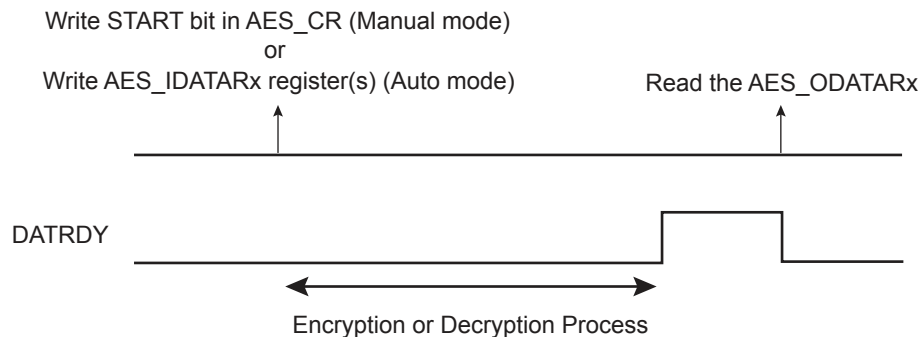 Write START bit in AES_CR (Manual mode)
or
Write AES_IDATARx register(s) (Auto mode)
Read the AES_ODATARx
DATRDY
Encryption or Decryption Process